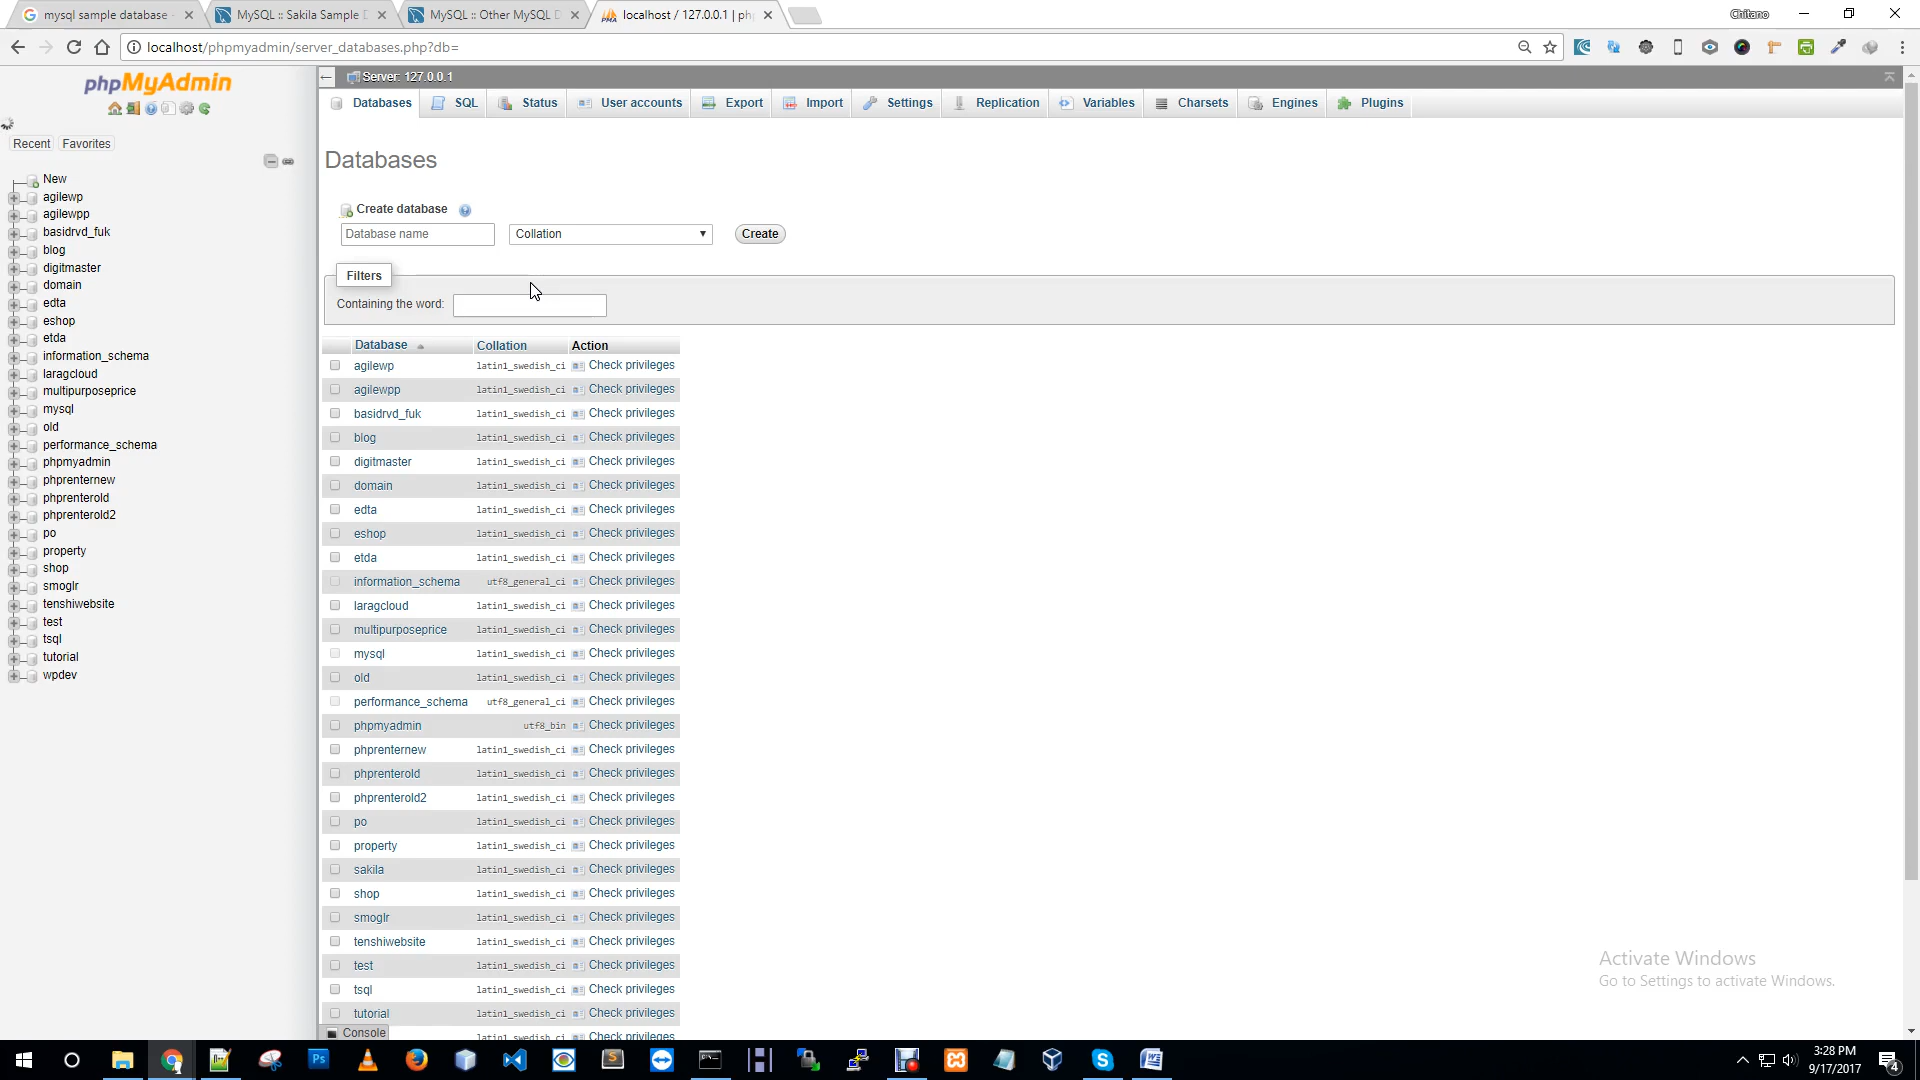 mysql sample database -
MySQL :: Sakila Sample D
MySQL :: Other MySQL D
localhost / 127.0.0.1 | ph
Chitano
localhost/phpmyadmin/server_databases.php?db=
phpMyAdmin
Recent
Favorites
New
agilewp
agilewpp
basidrvd_fuk
blog
digitmaster
domain
edta
eshop
etda
information_schema
laragcloud
multipurposeprice
mysql
old
performance_schema
phpmyadmin
phprenternew
phprenterold
phprenterold2
po
property
shop
smoglr
tenshiwebsite
test
tsql
tutorial
wpdev
Server: 127.0.0.1
Databases SQL Status User accounts Export Import Settings Replication Variables Charsets Engines Plugins
Databases
Create database
Database name Collation Create
Filters
Containing the word:
Database Collation Action
agilewp latin1_swedish_ci Check privileges
agilewpp latin1_swedish_ci Check privileges
basidrvd_fuk latin1_swedish_ci Check privileges
blog latin1_swedish_ci Check privileges
digitmaster latin1_swedish_ci Check privileges
domain latin1_swedish_ci Check privileges
edta latin1_swedish_ci Check privileges
eshop latin1_swedish_ci Check privileges
etda latin1_swedish_ci Check privileges
information_schema utf8_general_ci Check privileges
laragcloud latin1_swedish_ci Check privileges
multipurposeprice latin1_swedish_ci Check privileges
mysql latin1_swedish_ci Check privileges
old latin1_swedish_ci Check privileges
performance_schema utf8_general_ci Check privileges
phpmyadmin utf8_bin Check privileges
phprenternew latin1_swedish_ci Check privileges
phprenterold latin1_swedish_ci Check privileges
phprenterold2 latin1_swedish_ci Check privileges
po latin1_swedish_ci Check privileges
property latin1_swedish_ci Check privileges
sakila latin1_swedish_ci Check privileges
shop latin1_swedish_ci Check privileges
smoglr latin1_swedish_ci Check privileges
tenshiwebsite latin1_swedish_ci Check privileges
test latin1_swedish_ci Check privileges
tsql latin1_swedish_ci Check privileges
tutorial latin1_swedish_ci Check privileges
latin1_swedish_ci Check privileges
Console
Activate Windows
Go to Settings to activate Windows.
3:28 PM
9/17/2017
4